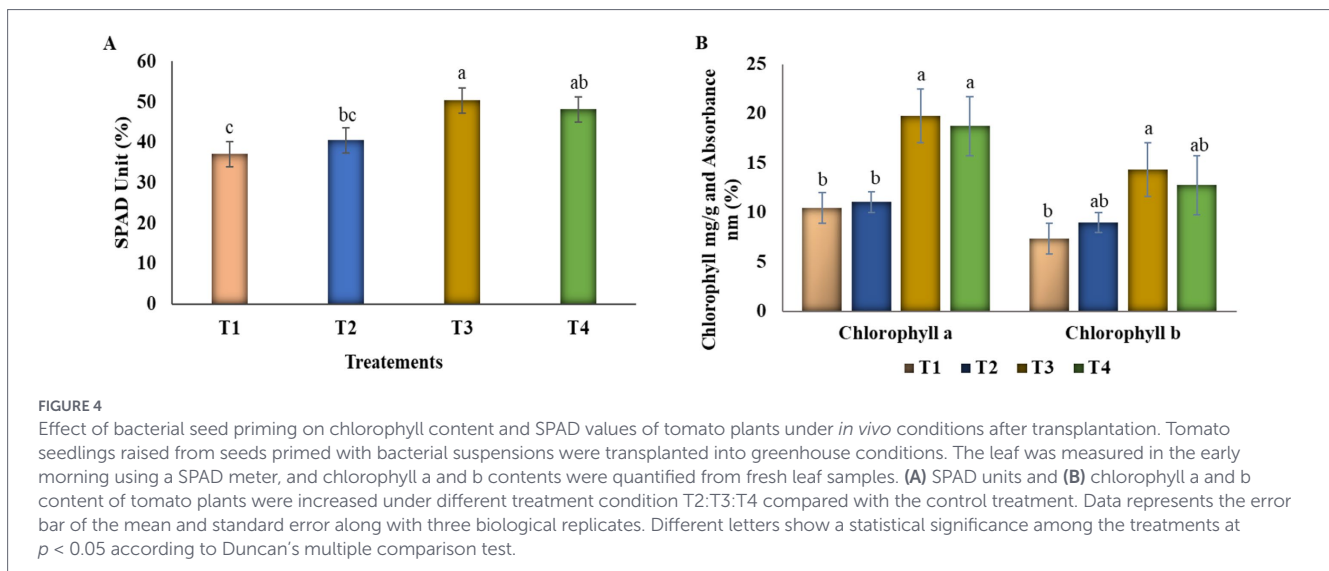 A
60
50
40
30
20
10
0
SPAD Unit (%)
c
bc
a
ab
T1 T2 T3 T4
Treatements
B
25
20
15
10
5
0
Chlorophyll mg/g and Absorbance
nm (%)
b b a a
b ab a ab
Chlorophyll a Chlorophyll b
T1 T2 T3 T4
FIGURE 4
Effect of bacterial seed priming on chlorophyll content and SPAD values of tomato plants under in vivo conditions after transplantation. Tomato
seedlings raised from seeds primed with bacterial suspensions were transplanted into greenhouse conditions. The leaf was measured in the early
morning using a SPAD meter, and chlorophyll a and b contents were quantified from fresh leaf samples. (A) SPAD units and (B) chlorophyll a and b
content of tomato plants were increased under different treatment condition T2:T3:T4 compared with the control treatment. Data represents the error
bar of the mean and standard error along with three biological replicates. Different letters show a statistical significance among the treatments at
p < 0.05 according to Duncan's multiple comparison test.